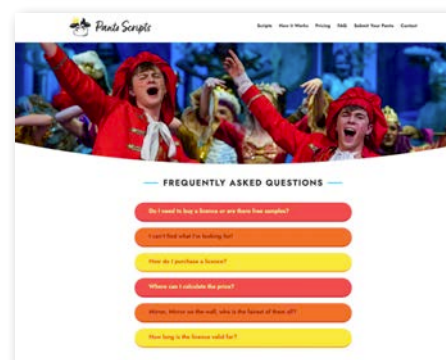 Panto Scripts
Scripts How it Works Pricing FAQ Submit Your Panto Contact
FREQUENTLY ASKED QUESTIONS
Do I need to buy a licence or are there free samples?
I can't find what I'm looking for!
How do I purchase a licence?
Where can I calculate the price?
Mirror, Mirror on the wall, who is the fairest of them all?
How long is the licence valid for?